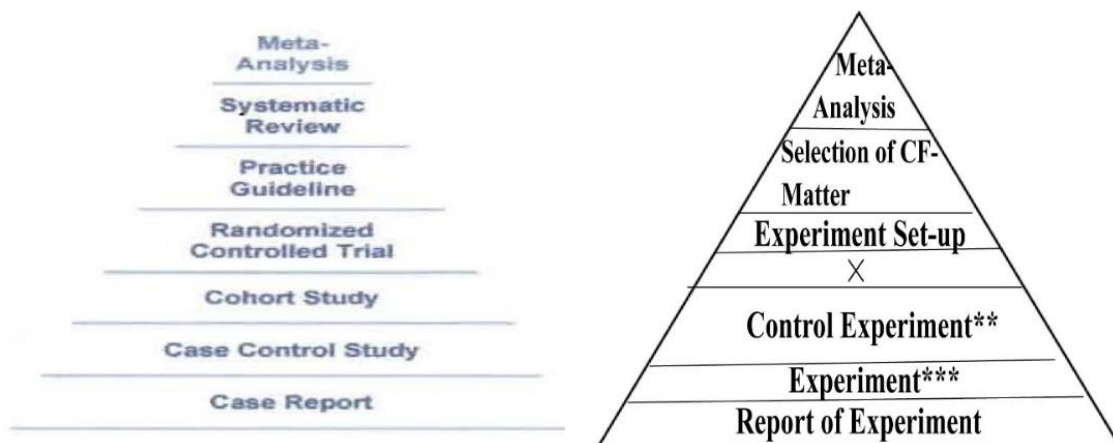 Meta-
Analysis
Systematic
Review
Practice
Guideline
Randomized
Controlled Trial
Cohort Study
Case Control Study
Case Report
Meta-
Analysis
Selection of CF-
Matter
Experiment Set-up
X
Control Experiment**
Experiment***
Report of Experiment